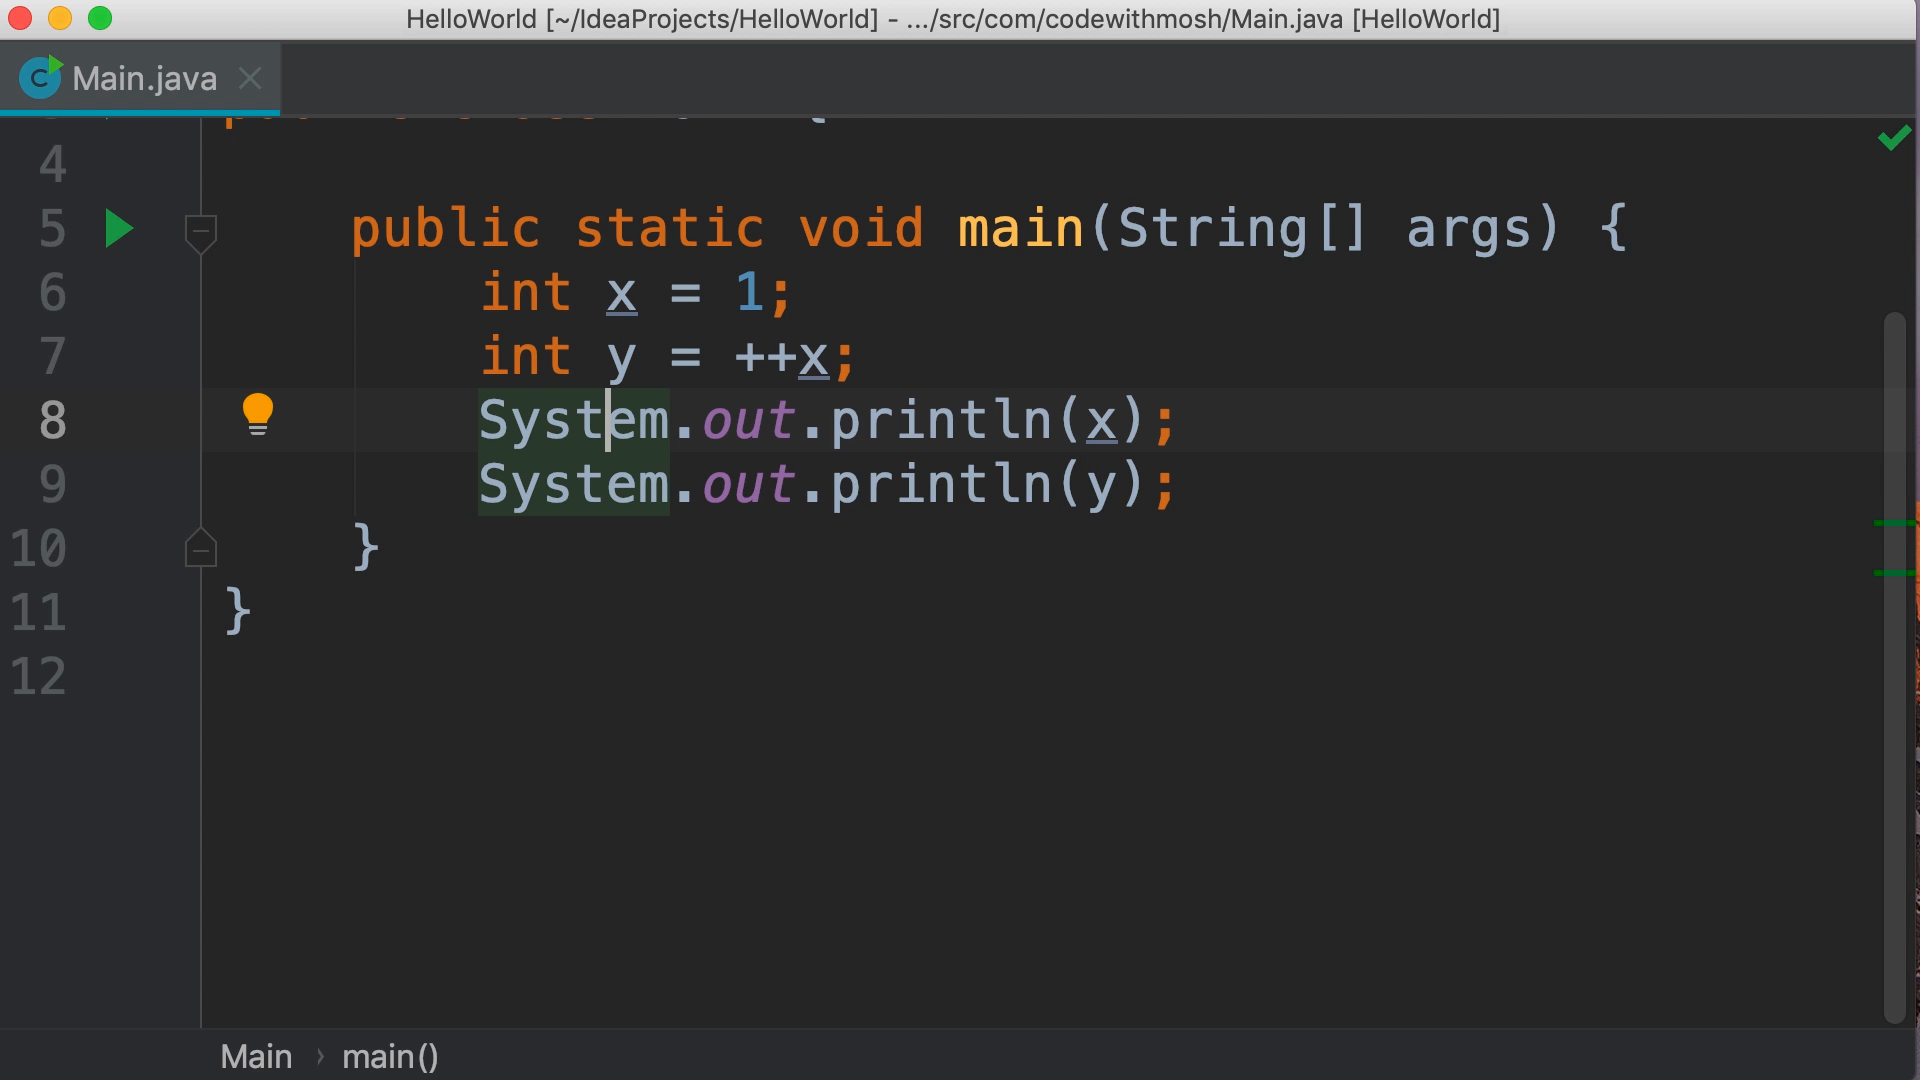 HelloWorld [~/IdeaProjects/HelloWorld] - .../src/com/codewithmosh/Main.java [HelloWorld]
C Main.java
4
5 public static void main(String[] args) {
6 int x = 1;
7 int y = ++x;
8 System.out.println(x);
9 System.out.println(y);
10 }
11 }
12
Main › main()